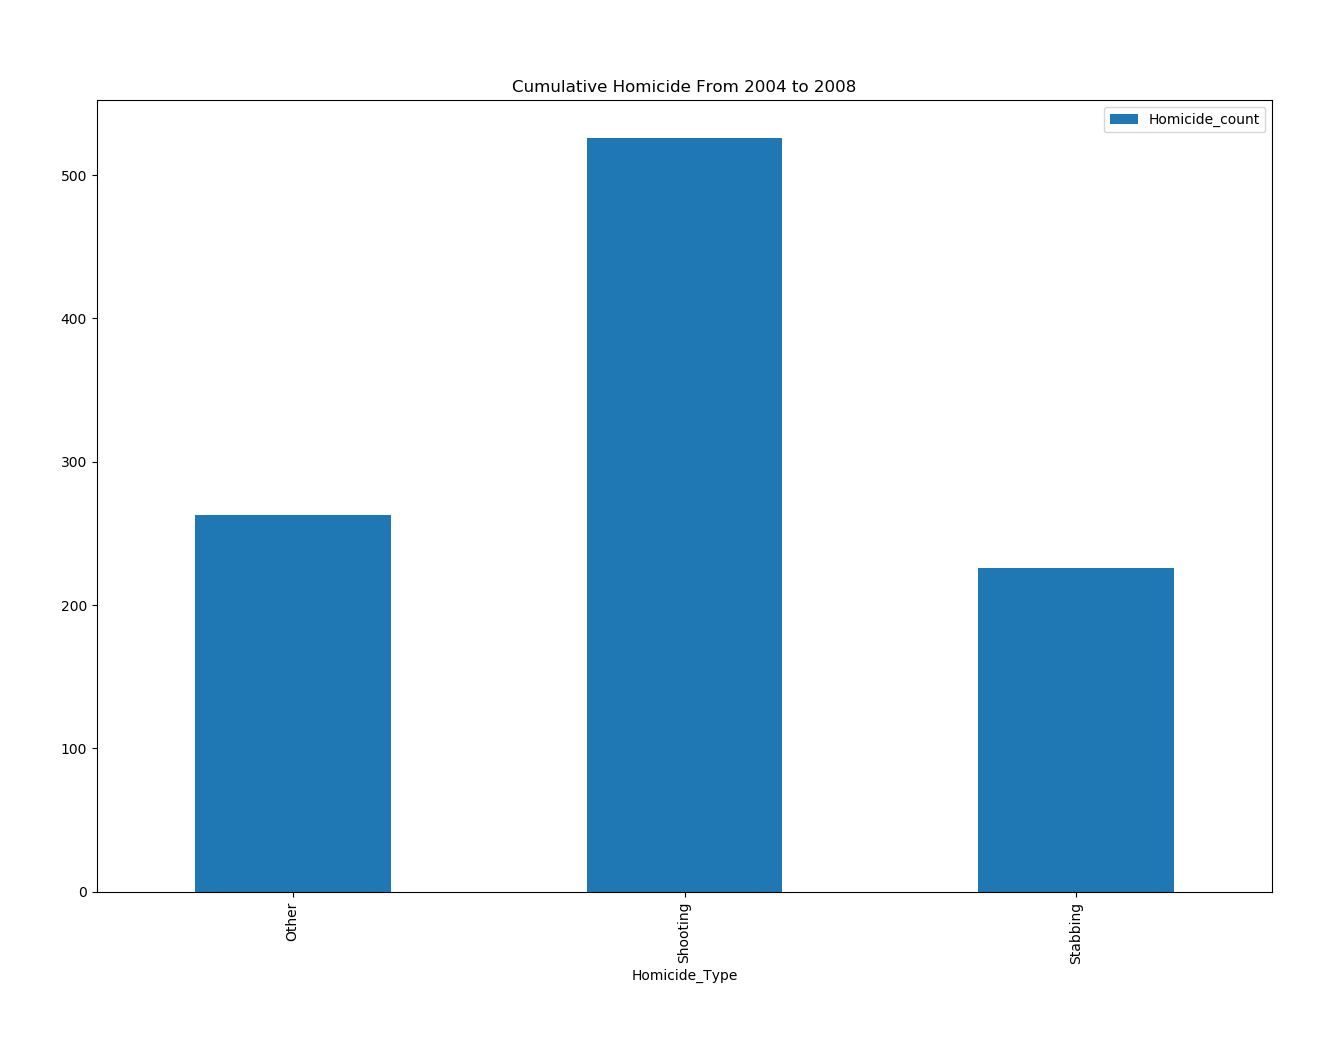 Cumulative Homicide From 2004 to 2008
Homicide_count
500
400
300
200
100
0
Other
Shooting
Stabbing
Homicide_Type